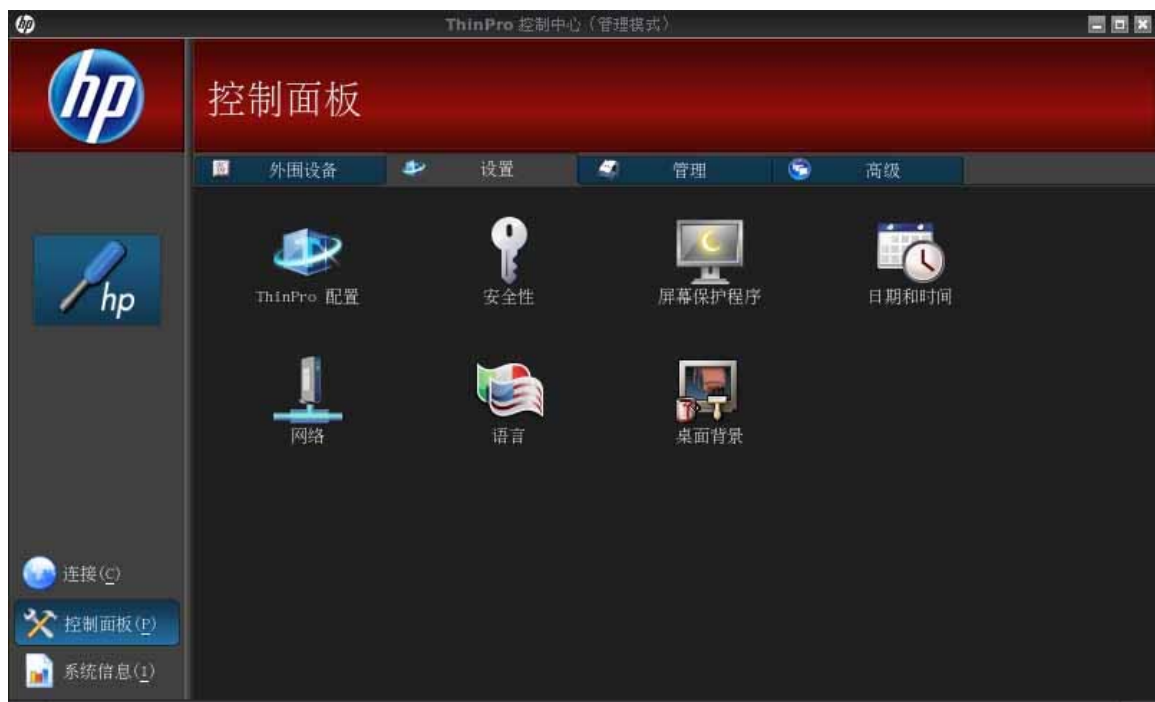 ThinPro 控制中心（管理模式）
hp
控制面板
外围设备 设置 管理 高级
hp
ThinPro 配置 安全性 屏幕保护程序 日期和时间
网络 语言 桌面背景
连接(C)
控制面板(P)
系统信息(I)